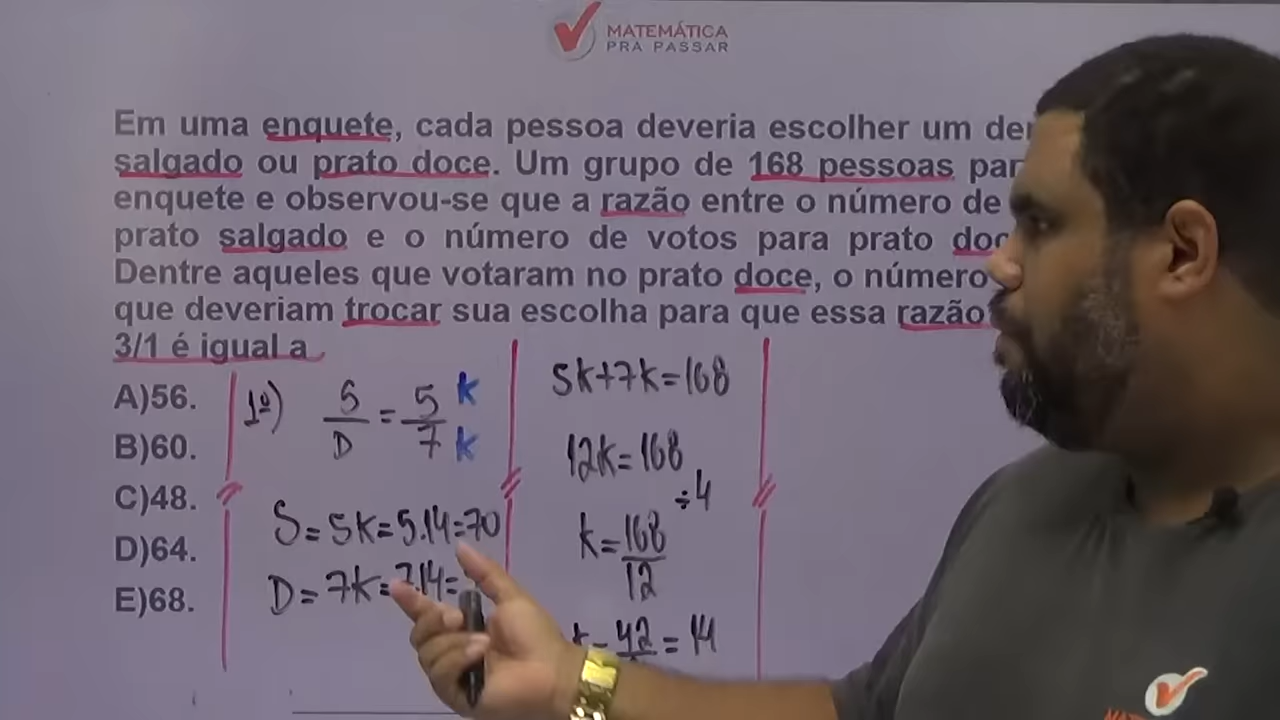 MATEMÁTICA
PRA PASSAR
Em uma enquete, cada pessoa deveria escolher um
salgado ou prato doce. Um grupo de 168 pessoas
enquete e observou-se que a razão entre o número de
prato salgado e o número de votos para prato
Dentre aqueles que votaram no prato doce, o número
que deveriam trocar sua escolha para que essa razão
3/1 é igual a
A)56.
B)60.
C)48.
D)64.
E)68.
1º) S/D = 5/7 k k
S = 5k = 5.14 = 70
D = 7k = 7.14 =
5k+7k=168
12k=168
÷4
k=168/12
42 = 14